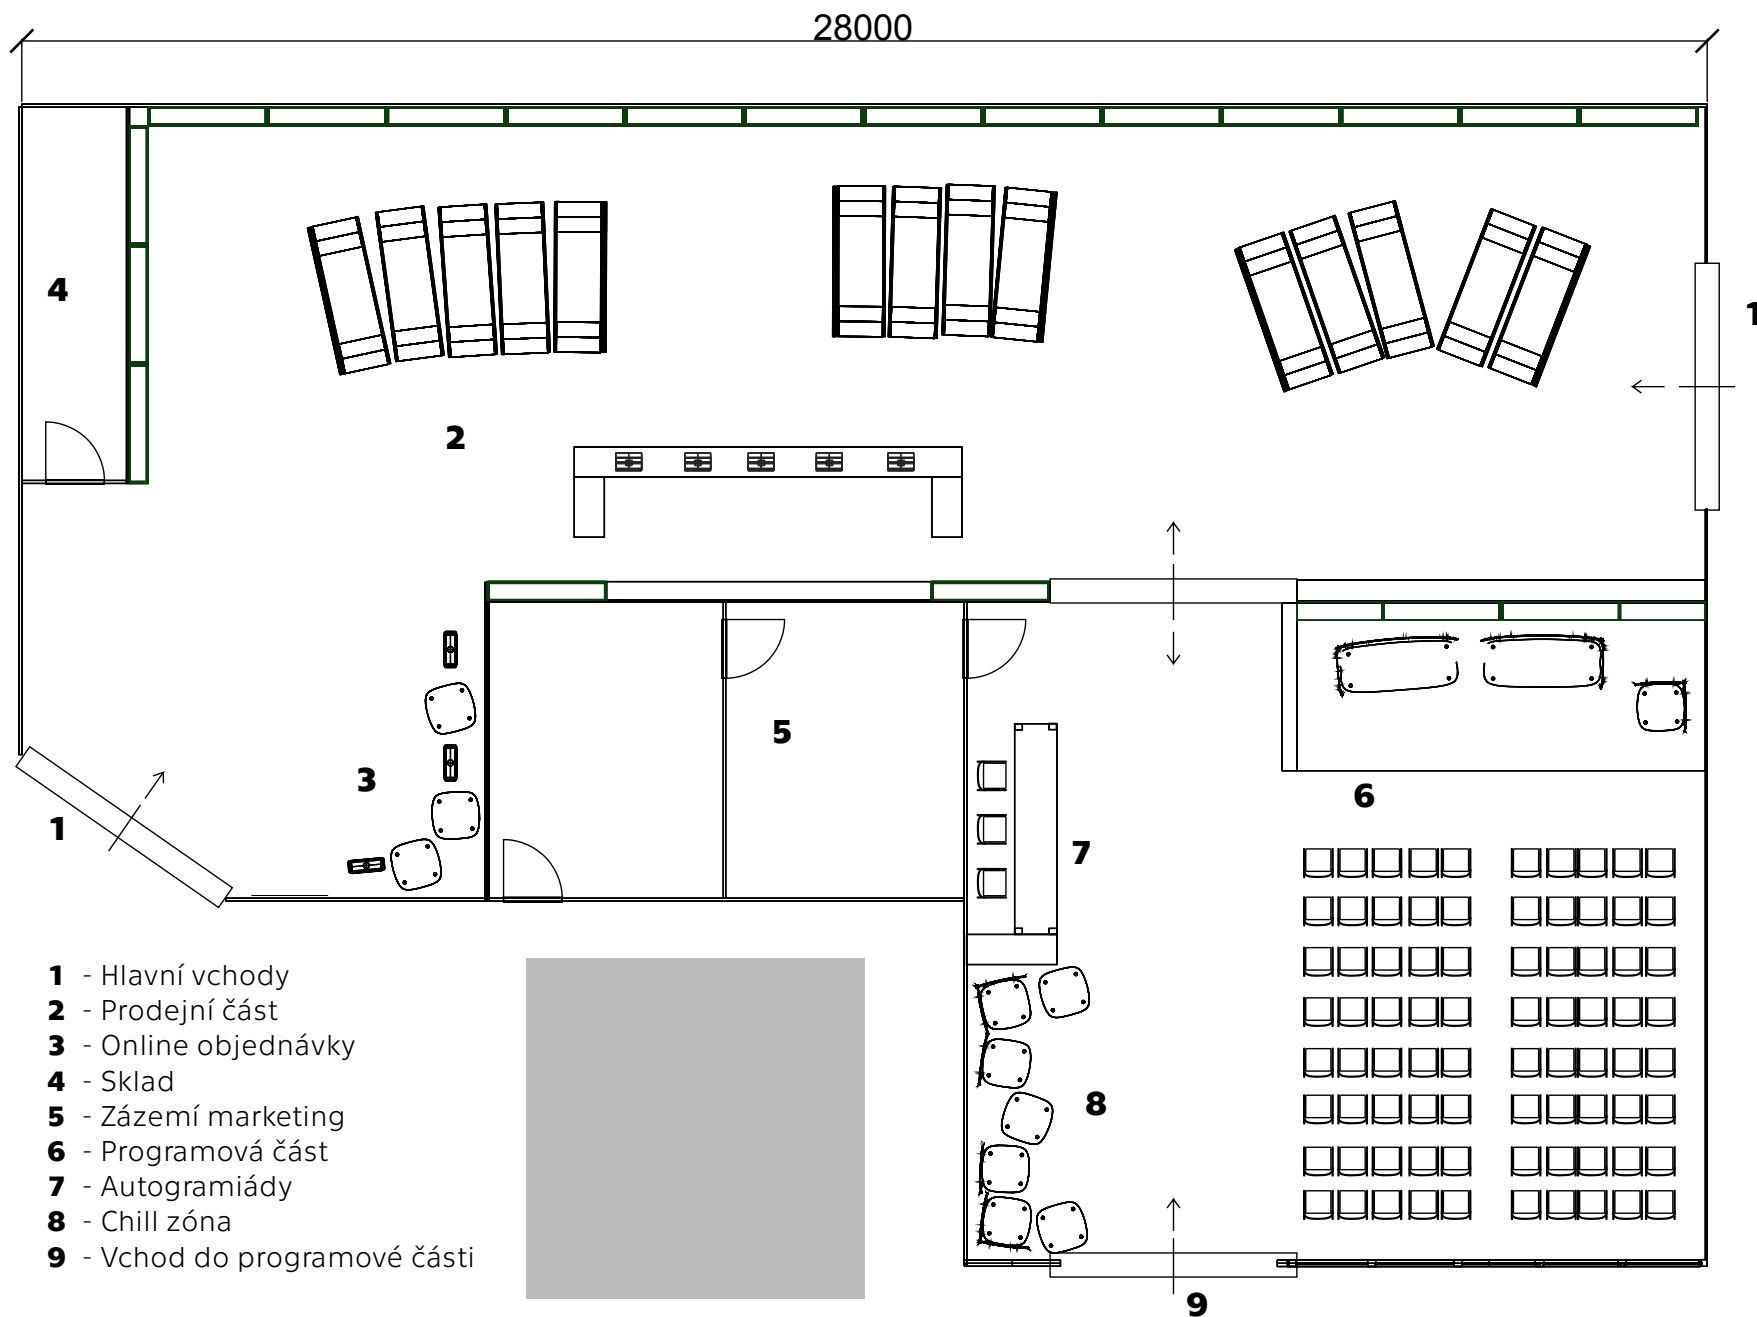 28000
4
1
2
5
3
6
1
7
8
1 - Hlavní vchody
2 - Prodejní část
3 - Online objednávky
4 - Sklad
5 - Zázemí marketing
6 - Programová část
7 - Autogramiády
8 - Chill zóna
9 - Vchod do programové části
9